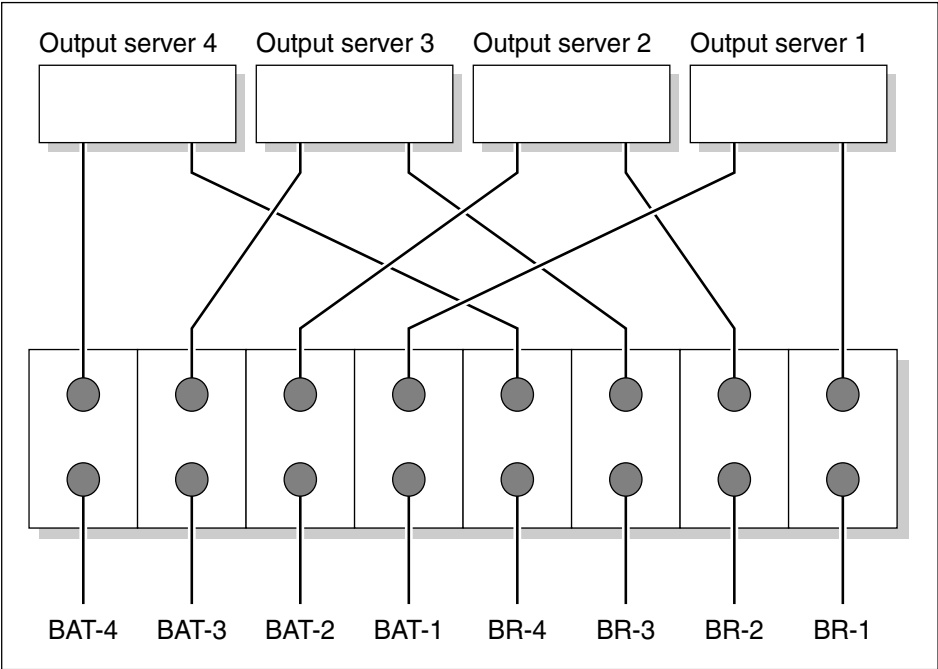 Output server 4 Output server 3 Output server 2 Output server 1
BAT-4 BAT-3 BAT-2 BAT-1 BR-4 BR-3 BR-2 BR-1